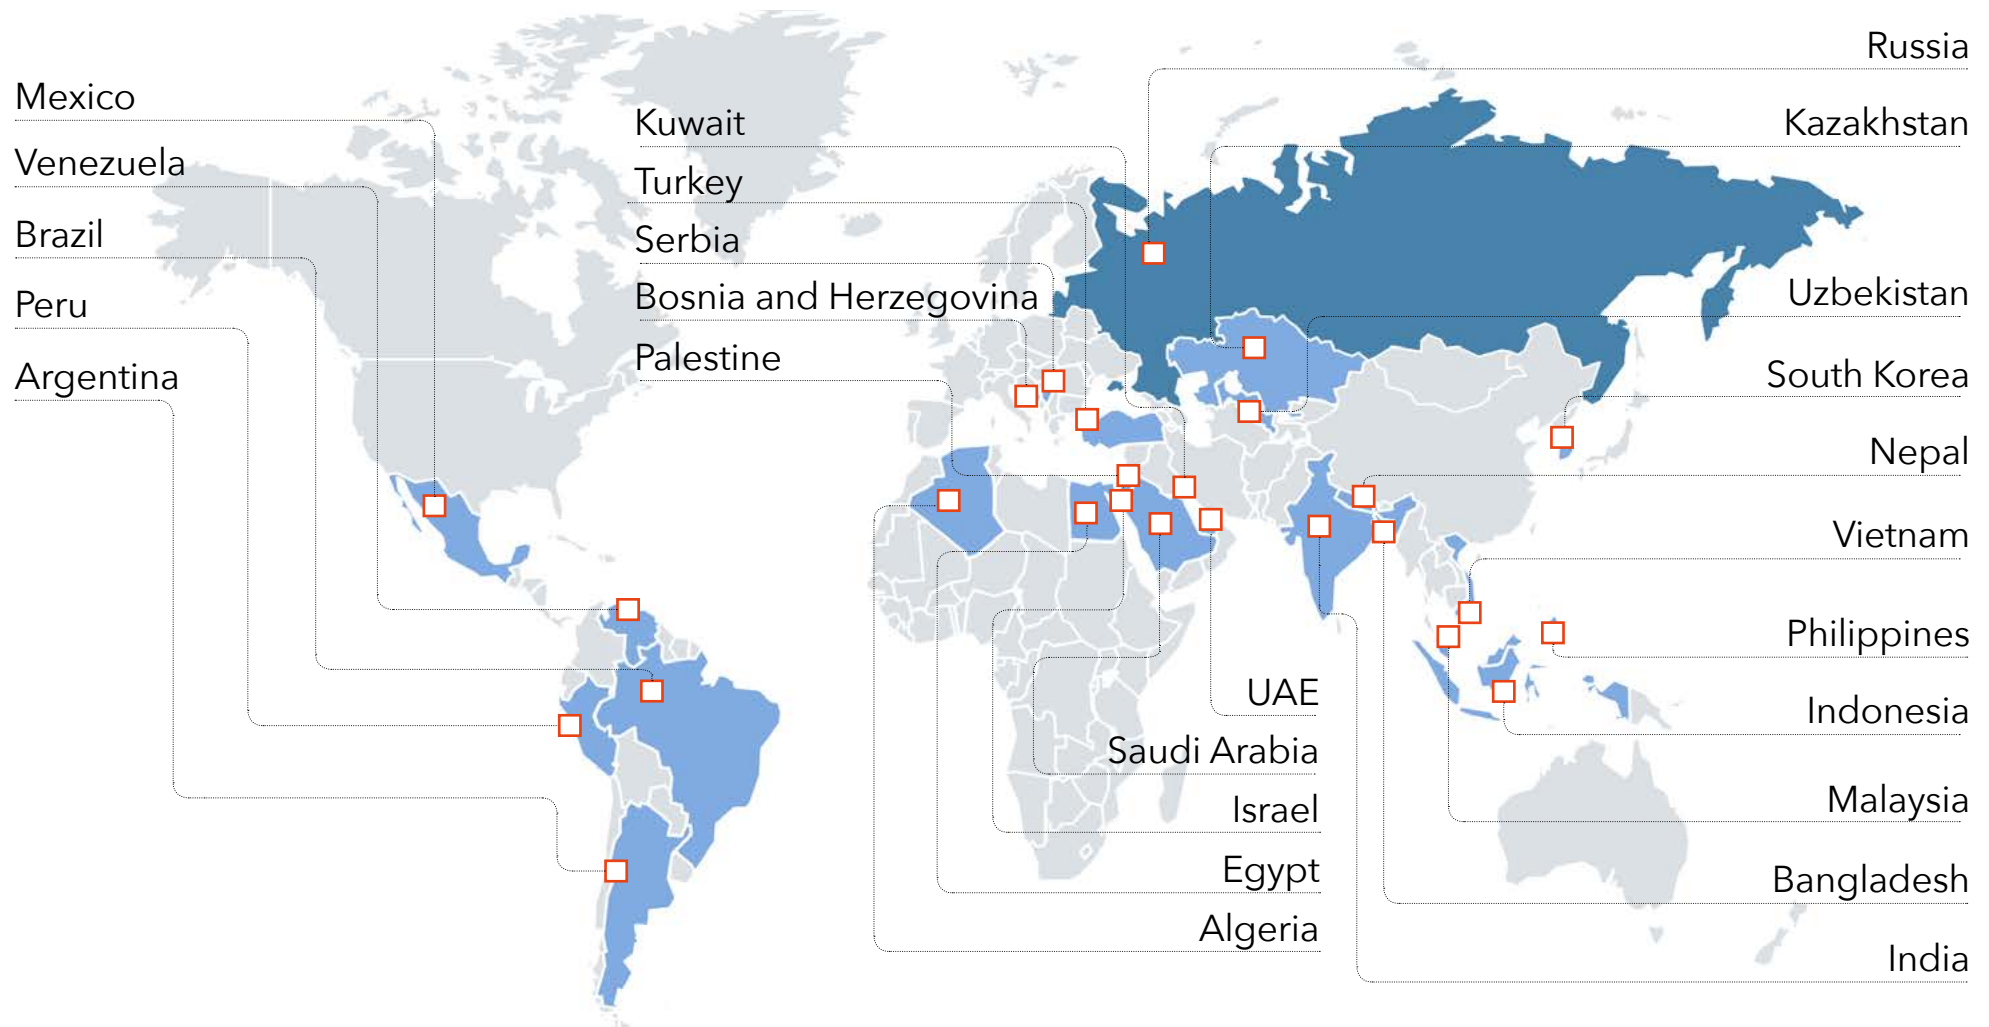 Mexico
Venezuela
Brazil
Peru
Argentina
Kuwait
Turkey
Serbia
Bosnia and Herzegovina
Palestine
Russia
Kazakhstan
Uzbekistan
South Korea
Nepal
Vietnam
Philippines
Indonesia
Malaysia
Bangladesh
India
UAE
Saudi Arabia
Israel
Egypt
Algeria